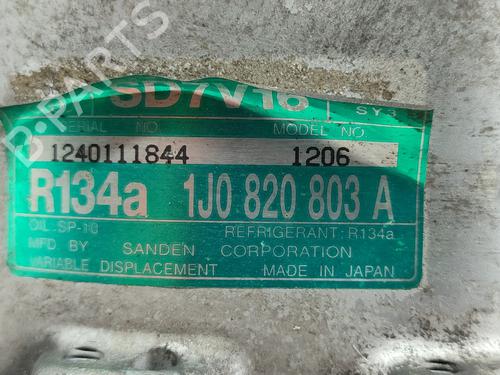 B-PARTS
SD7V16 SYS
SERIAL NO. MODEL NO.
1240111844 1206
R134a 1J0 820 803 A
OIL SP-10 REFRIGERANT: R134a
MFD. BY SANDEN CORPORATION
VARIABLE DISPLACEMENT MADE IN JAPAN